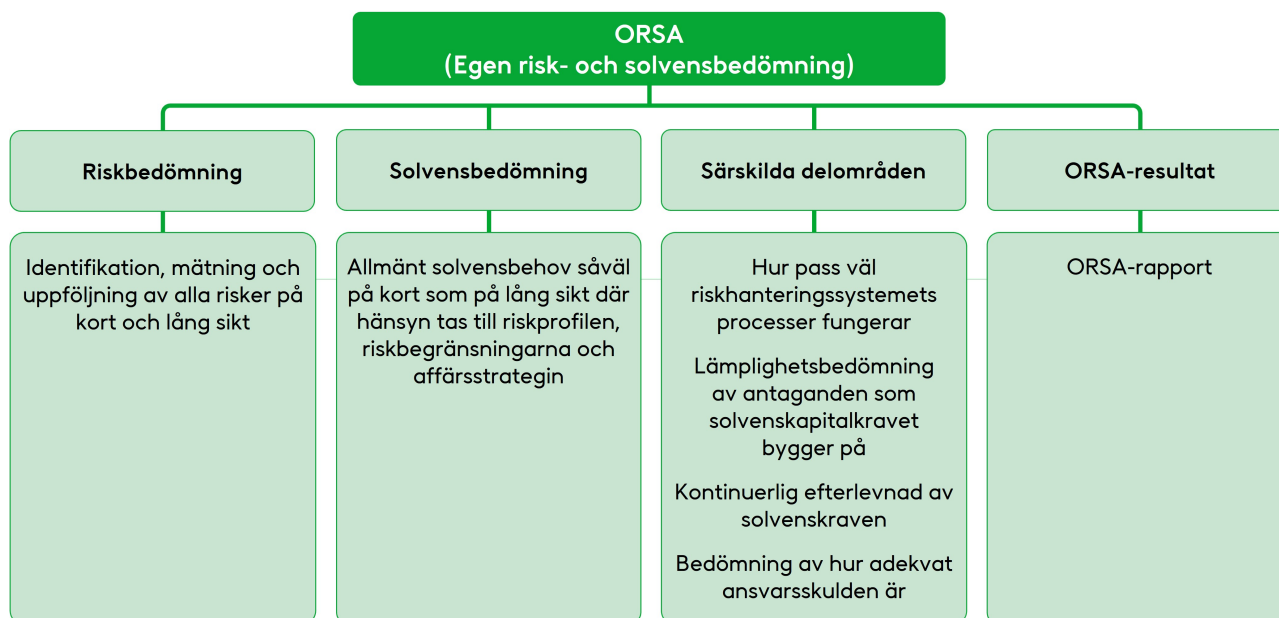 ORSA
(Egen risk- och solvensbedömning)
Riskbedömning
Identifikation, mätning och
uppföljning av alla risker på
kort och lång sikt
Solvensbedömning
Allmänt solvensbehov såväl
på kort som på lång sikt där
hänsyn tas till riskprofilen,
riskbegränsningarna och
affärsstrategin
Särskilda delområden
Hur pass väl
riskhanteringssystemets
processer fungerar
Lämplighetsbedömning
av antaganden som
solvenskapitalkravet
bygger på
Kontinuerlig efterlevnad av
solvenskraven
Bedömning av hur adekvat
ansvarsskulden är
ORSA-resultat
ORSA-rapport